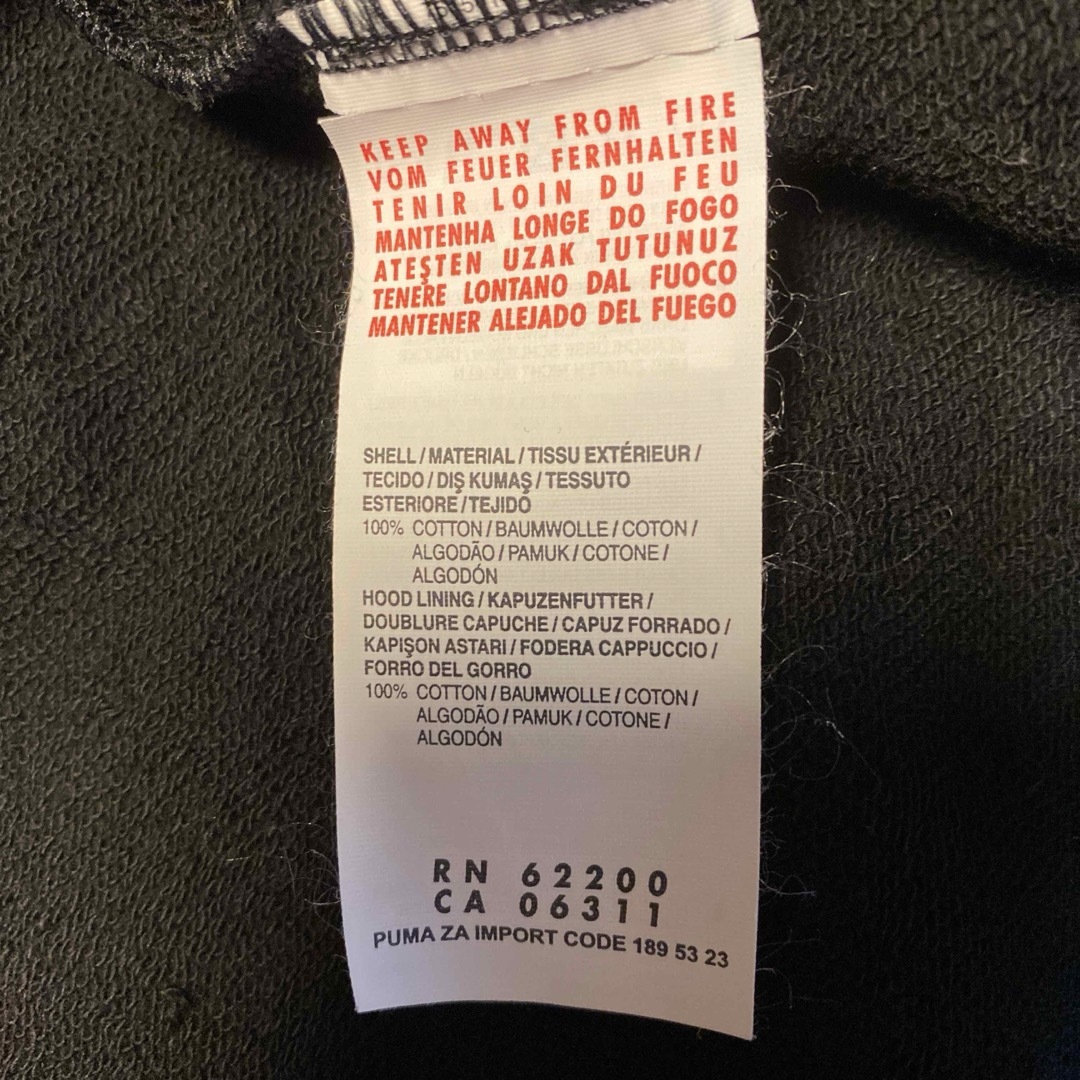 KEEP AWAY FROM FIRE
VOM FEUER FERNHALTEN
TENIR LOIN DU FEU
MANTENHA LONGE DO FOGO
ATEŞTEN UZAK TUTUNUZ
TENERE LONTANO DAL FUOCO
MANTENER ALEJADO DEL FUEGO
SHELL / MATERIAL / TISSU EXTÉRIEUR /
TECIDO / DIŞ KUMAŞ / TESSUTO
ESTERIORE / TEJIDO
100% COTTON / BAUMWOLLE / COTON /
ALGODÃO / PAMUK / COTONE /
ALGODÓN
HOOD LINING / KAPUZENFUTTER /
DOUBLURE CAPUCHE / CAPUZ FORRADO /
KAPIŞON ASTARI / FODERA CAPPUCCIO /
FORRO DEL GORRO
100% COTTON / BAUMWOLLE / COTON /
ALGODÃO / PAMUK / COTONE /
ALGODÓN
RN 62200
CA 06311
PUMA ZA IMPORT CODE 189 53 23